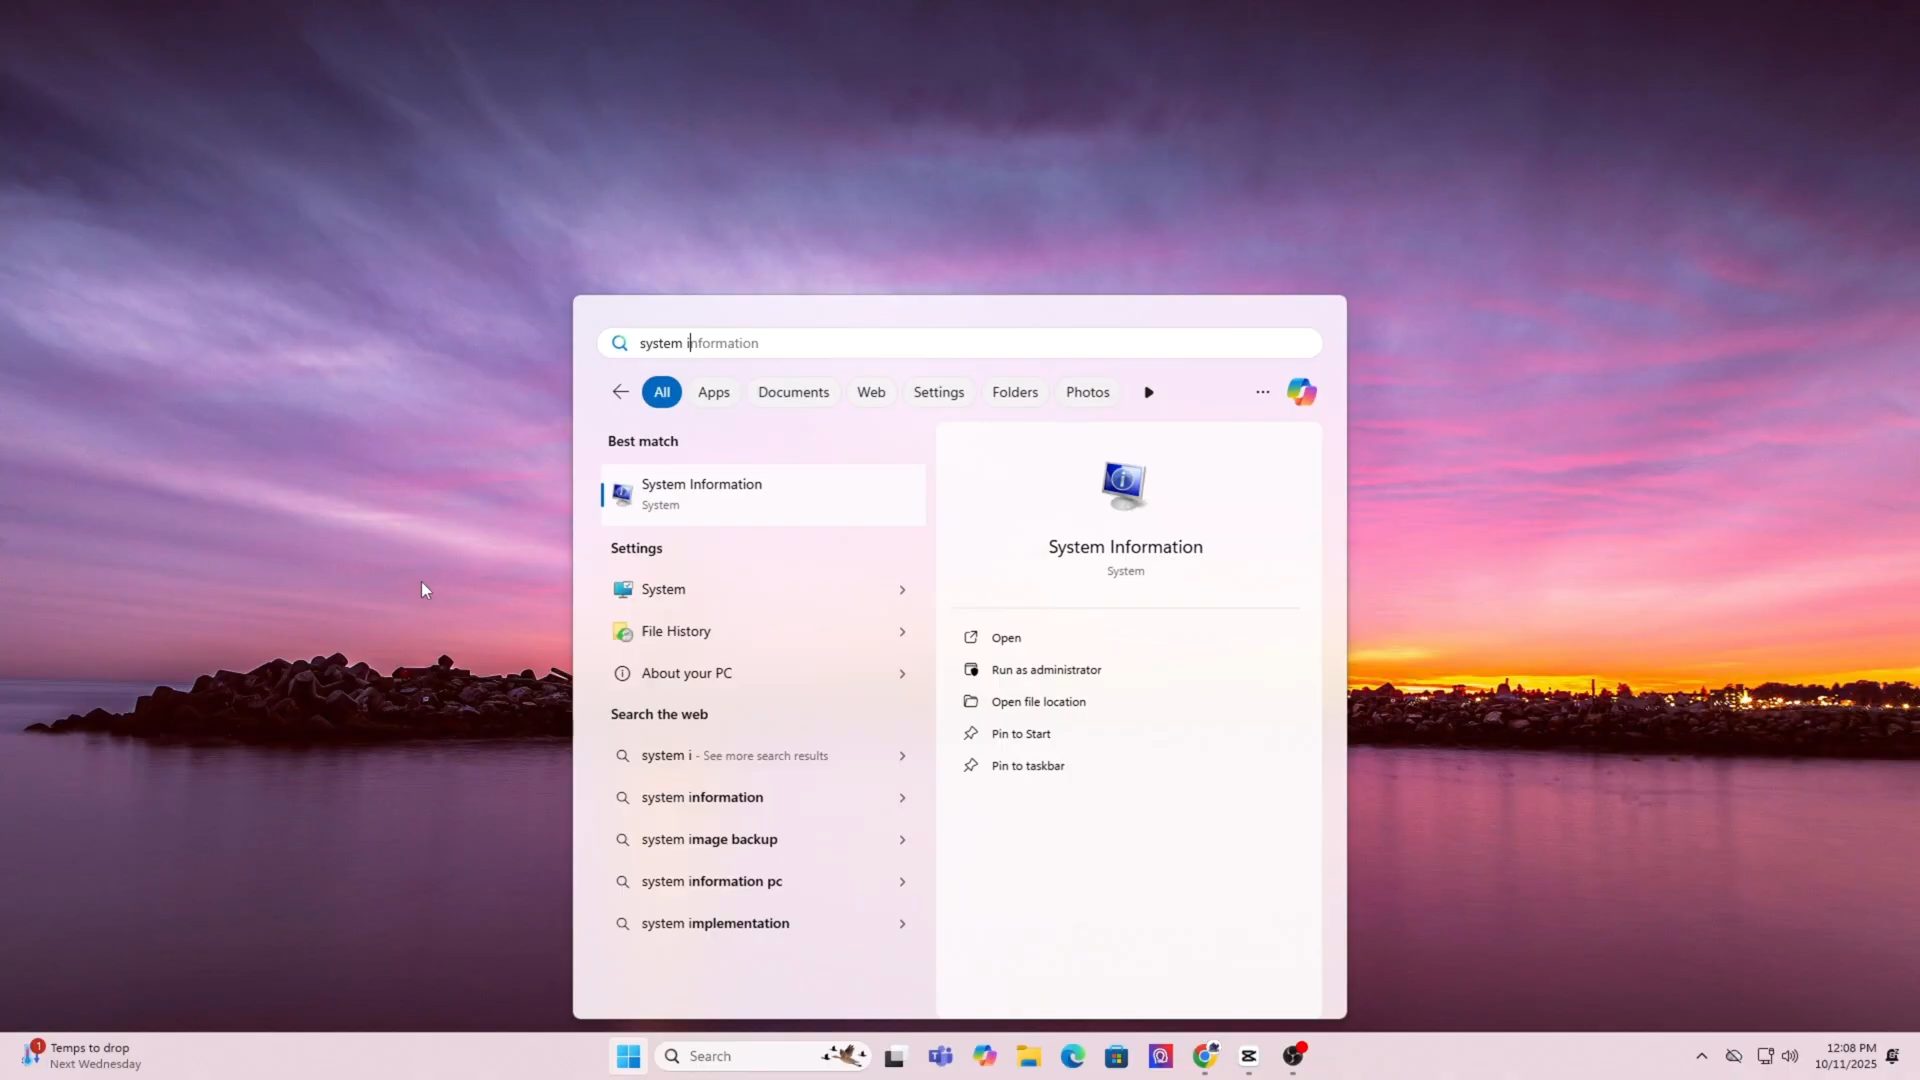 system information
All Apps Documents Web Settings Folders Photos
Best match
System Information
System
Settings
System
File History
About your PC
Search the web
system i - See more search results
system information
system image backup
system information pc
system implementation
System Information
System
Open
Run as administrator
Open file location
Pin to Start
Pin to taskbar
1
Temps to drop
Next Wednesday
Search
12:08 PM
10/11/2025